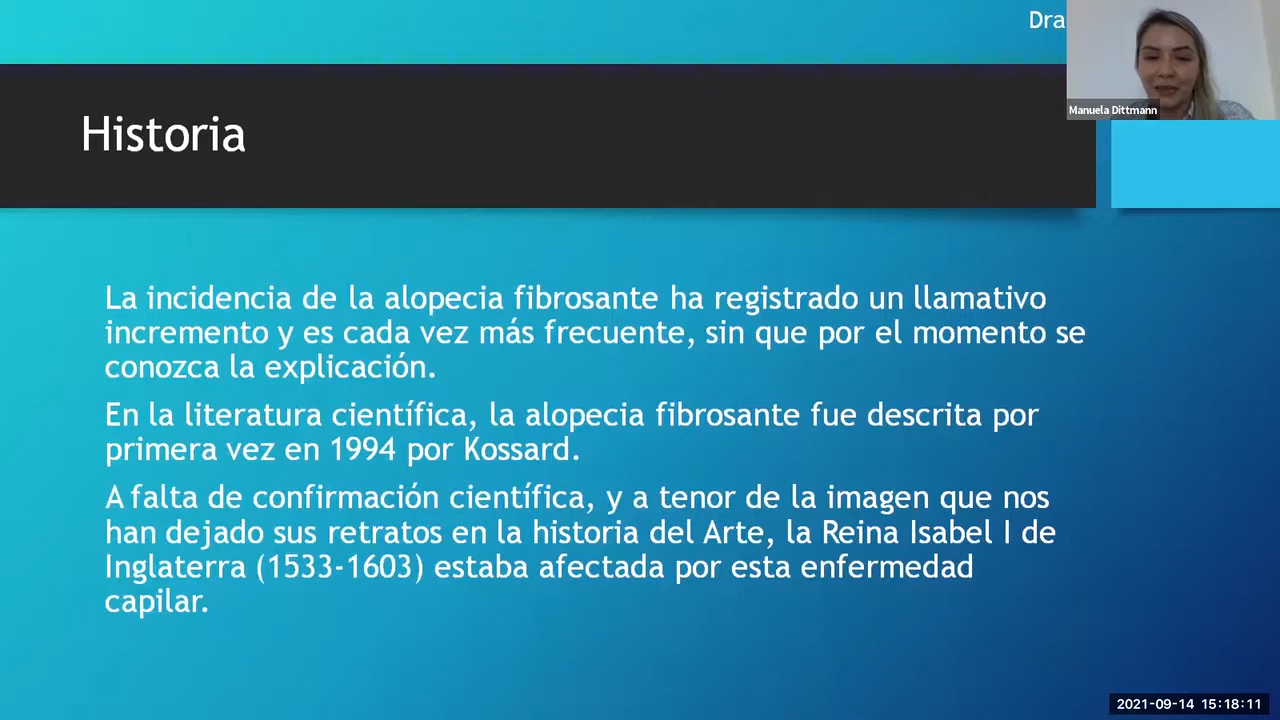 Dra
Manuela Dittmann
Historia
La incidencia de la alopecia fibrosante ha registrado un llamativo
incremento y es cada vez más frecuente, sin que por el momento se
conozca la explicación.
En la literatura científica, la alopecia fibrosante fue descrita por
primera vez en 1994 por Kossard.
A falta de confirmación científica, y a tenor de la imagen que nos
han dejado sus retratos en la historia del Arte, la Reina Isabel I de
Inglaterra (1533-1603) estaba afectada por esta enfermedad
capilar.
2021-09-14 15:18:11